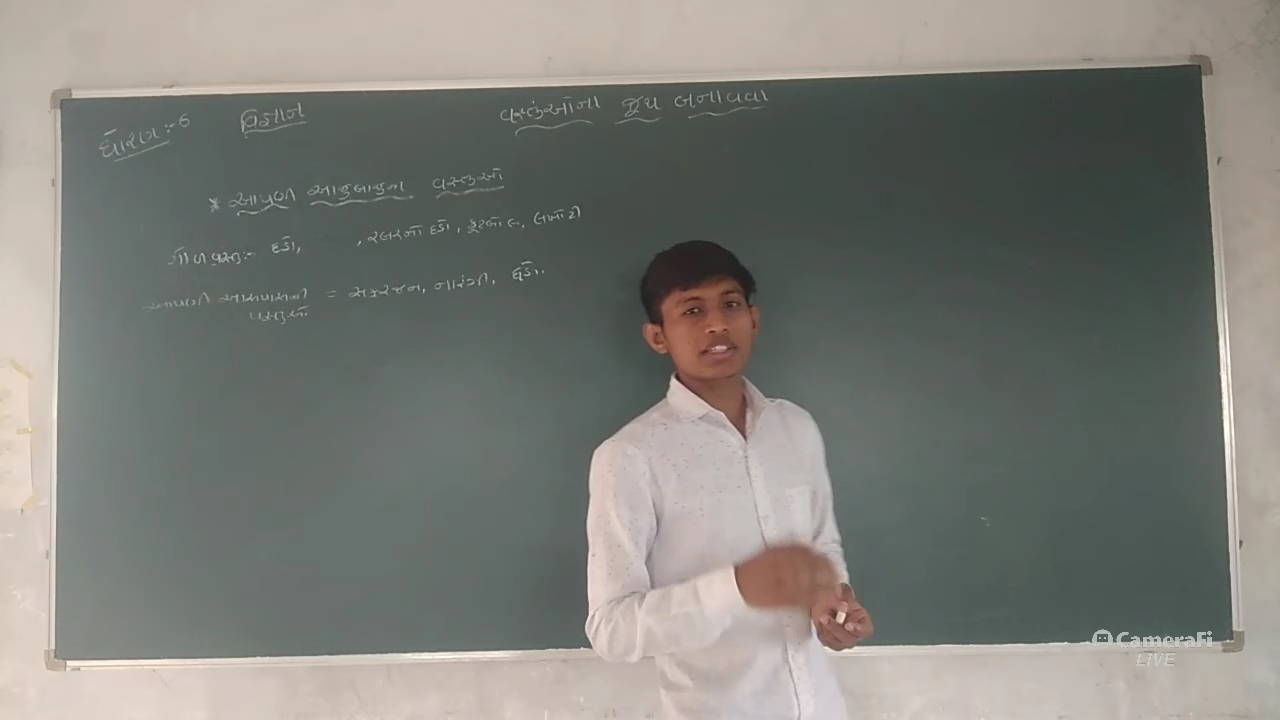 ધોરણ:-6 વિજ્ઞાન વસ્તુઓના જૂથ બનાવવા
* આપણી આજુબાજુના વસ્તુઓ
ગોળ વસ્તુ:- દડો, , રબરનો દડો, ફૂટબોલ, લખોટી
આપણી આસપાસની = સફરજન, નારંગી, ઘડો.
વસ્તુઓ
CameraFi
LIVE